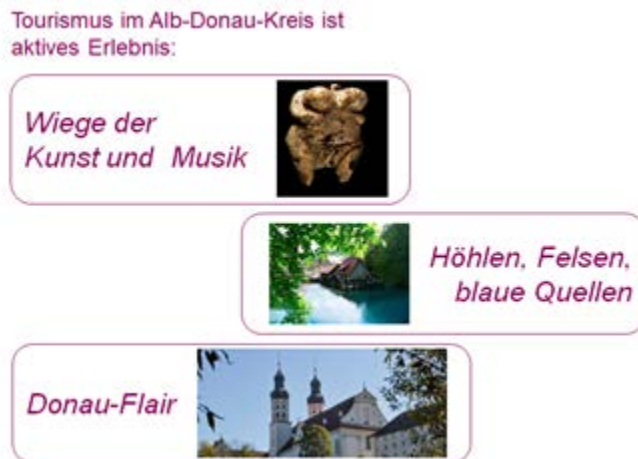 Tourismus im Alb-Donau-Kreis ist
aktives Erlebnis:
Wiege der
Kunst und Musik
Höhlen, Felsen,
blaue Quellen
Donau-Flair